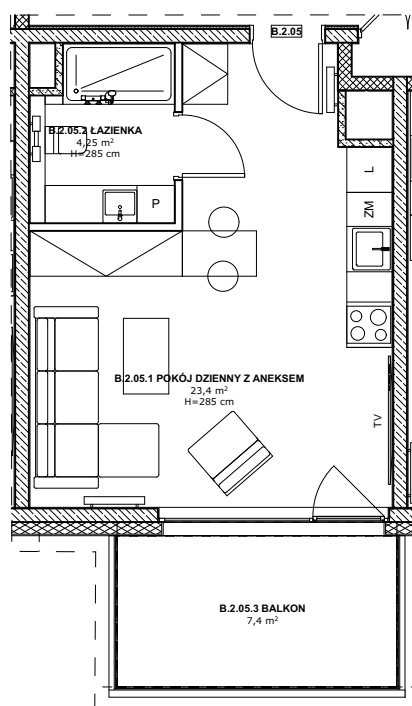 B.2.05
B.2.05.2 ŁAZIENKA
4,25 m²
H=285 cm
P
L
ZM
B.2.05.1 POKÓJ DZIENNY Z ANEKSEM
23,4 m²
H=285 cm
TV
B.2.05.3 BALKON
7,4 m²